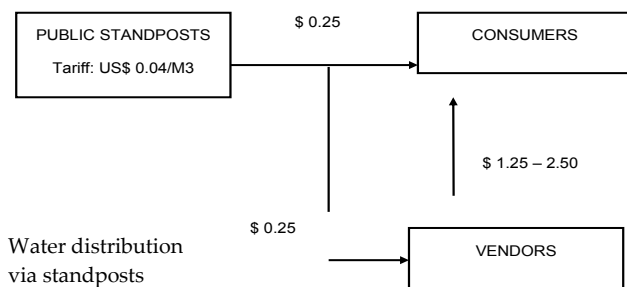 $ 0.25
PUBLIC STANDPOSTS
Tariff: US$ 0.04/M3
CONSUMERS
$ 1.25 – 2.50
$ 0.25
Water distribution
via standposts
VENDORS